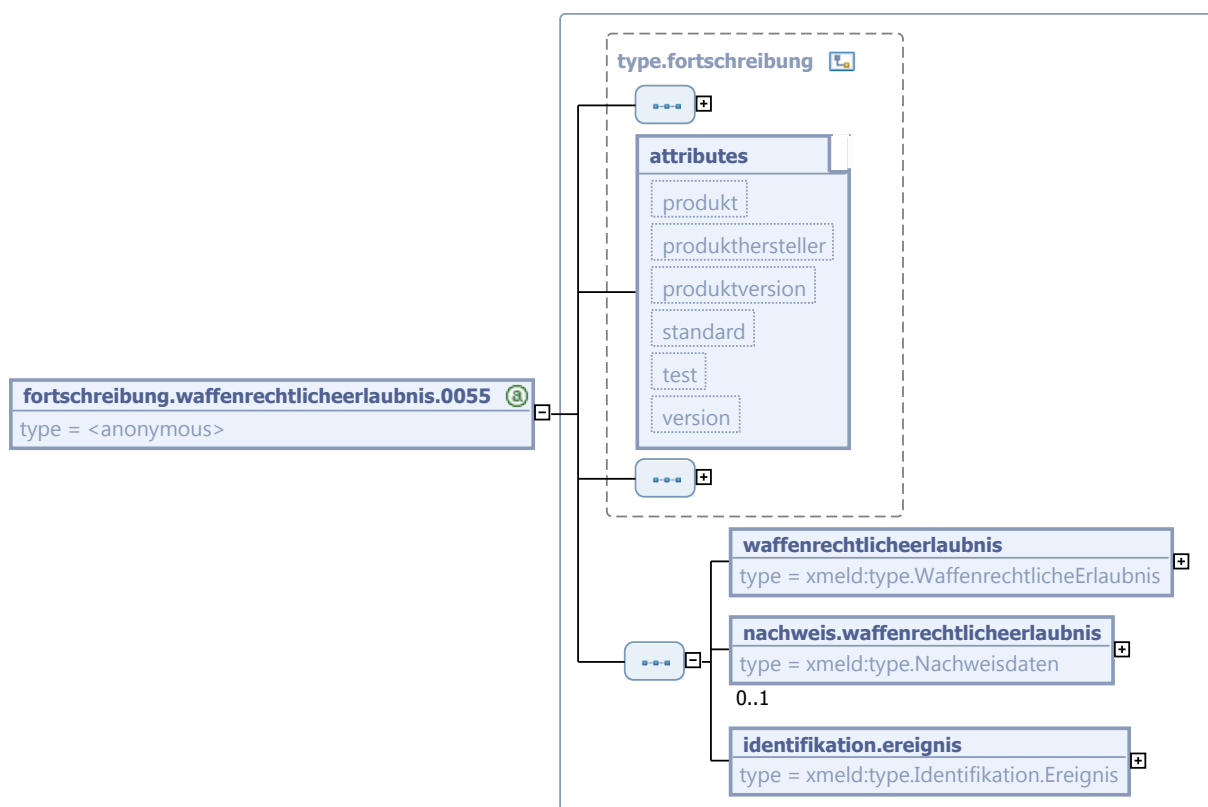 type.fortschreibung
attributes
produkt
produkthersteller
produktversion
standard
test
version
fortschreibung.waffenrechtlicheerlaubnis.0055 a
type = <anonymous>
waffenrechtlicheerlaubnis
type = xmeld:type.WaffenrechtlicheErlaubnis
nachweis.waffenrechtlicheerlaubnis
type = xmeld:type.Nachweisdaten
0..1
identifikation.ereignis
type = xmeld:type.Identifikation.Ereignis